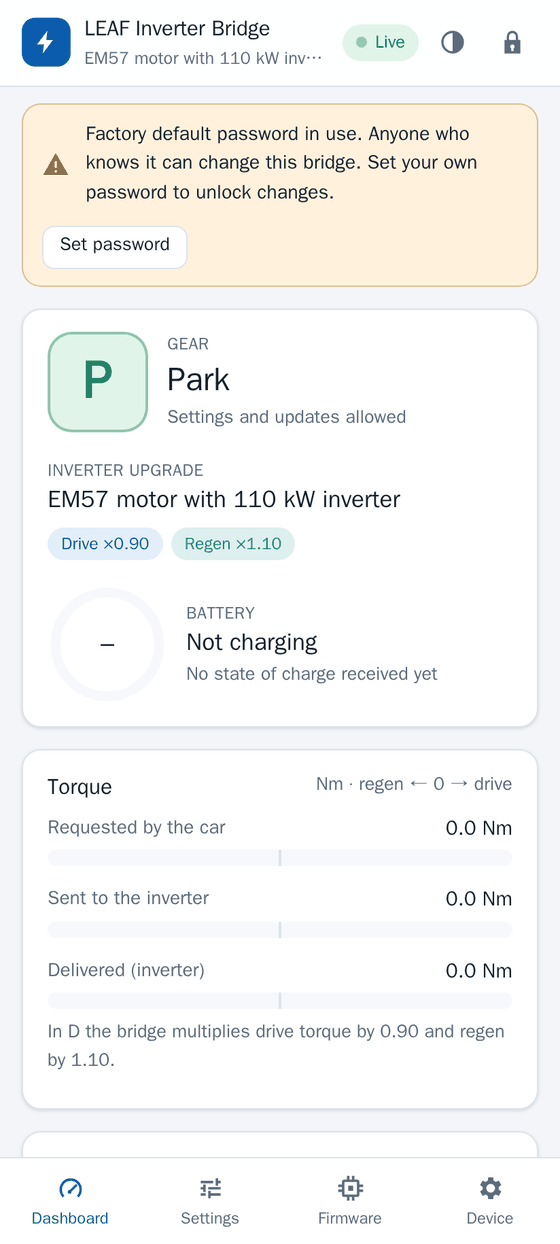 LEAF Inverter Bridge
EM57 motor with 110 kW inv···
Live
Factory default password in use. Anyone who
knows it can change this bridge. Set your own
password to unlock changes.
Set password
P
GEAR
Park
Settings and updates allowed
INVERTER UPGRADE
EM57 motor with 110 kW inverter
Drive ×0.90
Regen ×1.10
–
BATTERY
Not charging
No state of charge received yet
Torque
Nm · regen ← 0 → drive
Requested by the car
0.0 Nm
Sent to the inverter
0.0 Nm
Delivered (inverter)
0.0 Nm
In D the bridge multiplies drive torque by 0.90 and regen
by 1.10.
Dashboard
Settings
Firmware
Device